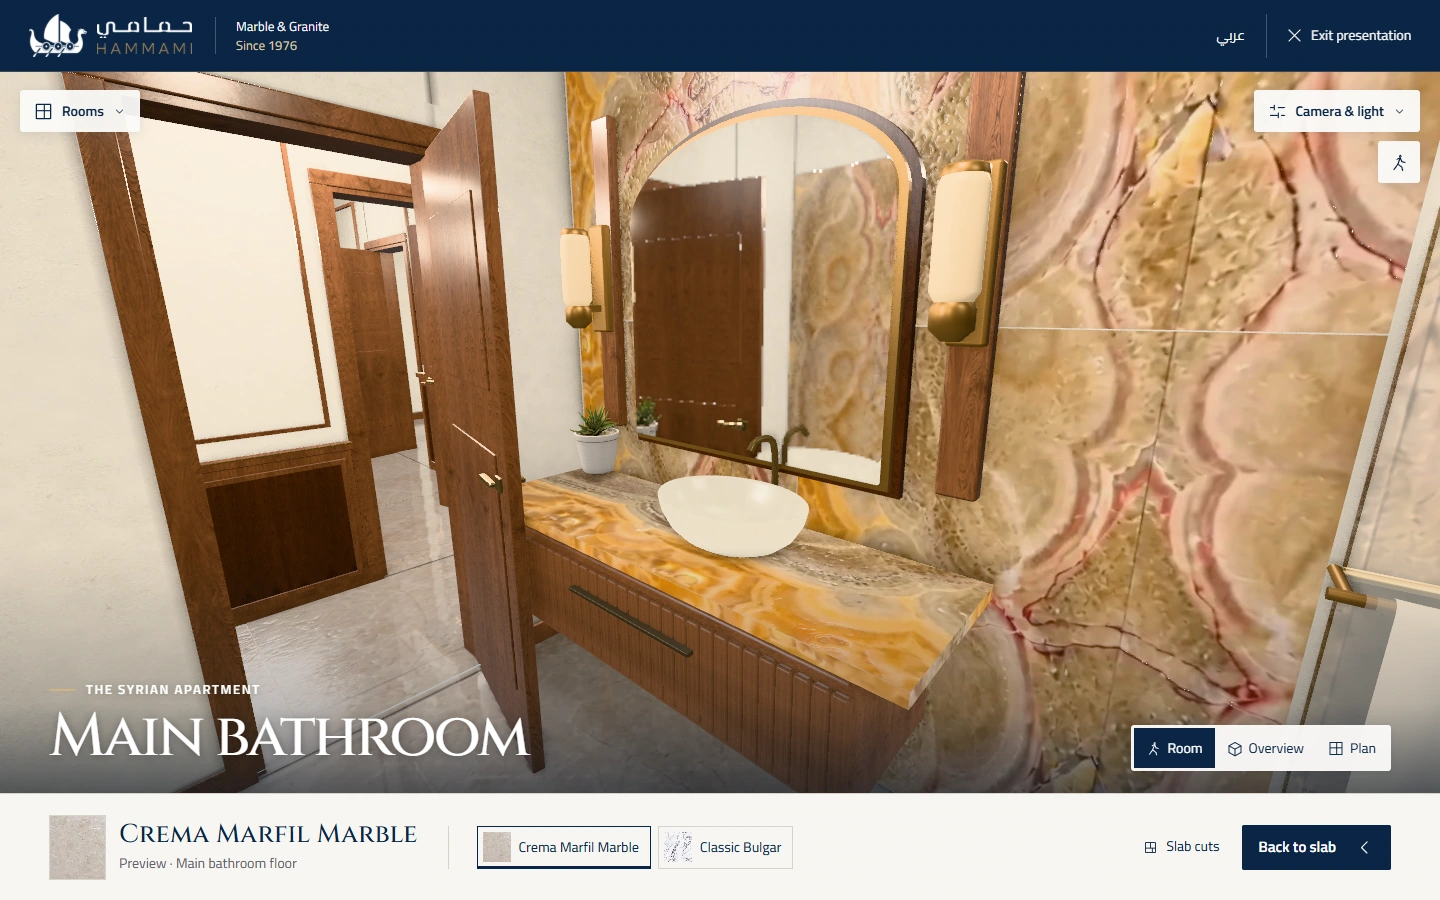 حمامي
HAMMAMI
Marble & Granite
Since 1976
عربي
Exit presentation
Rooms
Camera & light
THE SYRIAN APARTMENT
MAIN BATHROOM
Room
Overview
Plan
CREMA MARFIL MARBLE
Preview · Main bathroom floor
Crema Marfil Marble
Classic Bulgar
Slab cuts
Back to slab